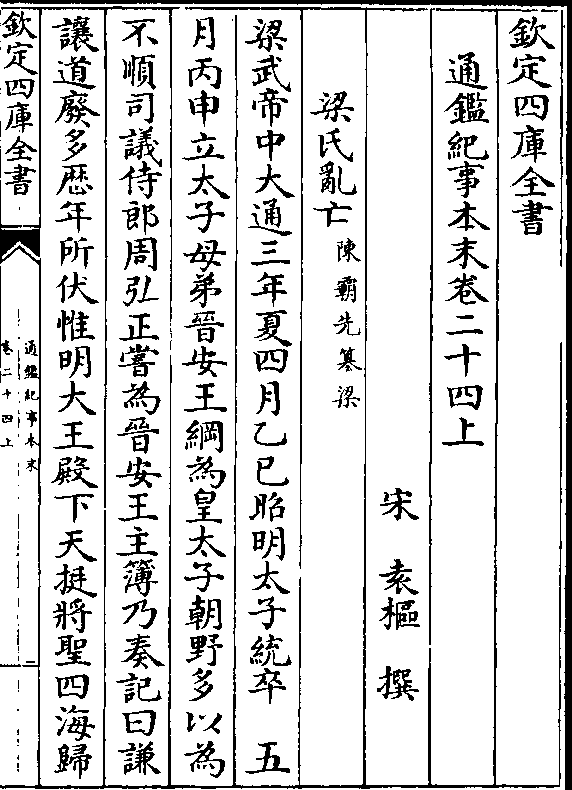 欽定四庫全書
通鑑紀事本末卷二十四上
宋 袁樞 撰
梁氏亂亡 陳霸先篡梁
梁武帝中大通三年夏四月乙巳昭明太子統卒 五
月丙申立太子母弟晉安王綱為皇太子朝野多以為
不順司議侍郎周弘正嘗為晉安王主簿乃奏記曰謙
讓道廢多歴年所伏惟明大王殿下天挺將聖四海歸
欽定四庫全書
通鑑紀事本末
卷二十四上
一